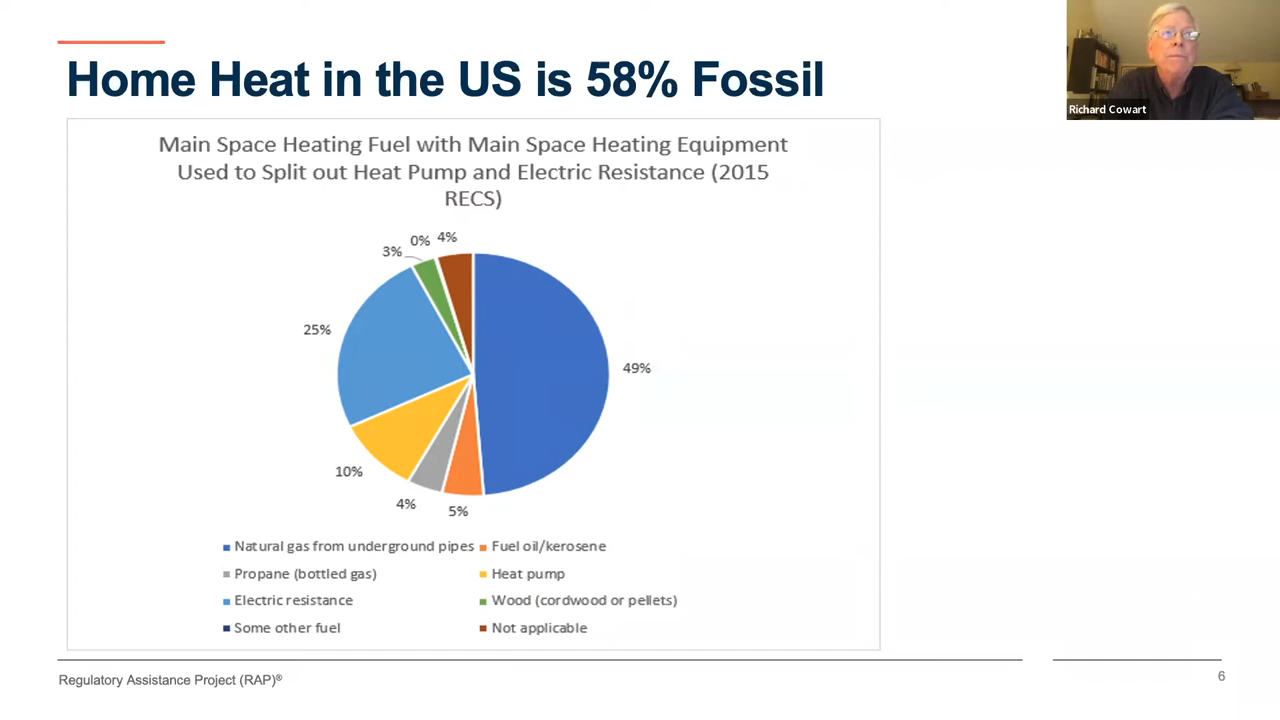 Home Heat in the US is 58% Fossil
Richard Cowart
Main Space Heating Fuel with Main Space Heating Equipment
Used to Split out Heat Pump and Electric Resistance (2015
RECS)
3%
0%
4%
25%
49%
10%
4%
5%
Natural gas from underground pipes
Fuel oil/kerosene
Propane (bottled gas)
Heat pump
Electric resistance
Wood (cordwood or pellets)
Some other fuel
Not applicable
Regulatory Assistance Project (RAP)®
6